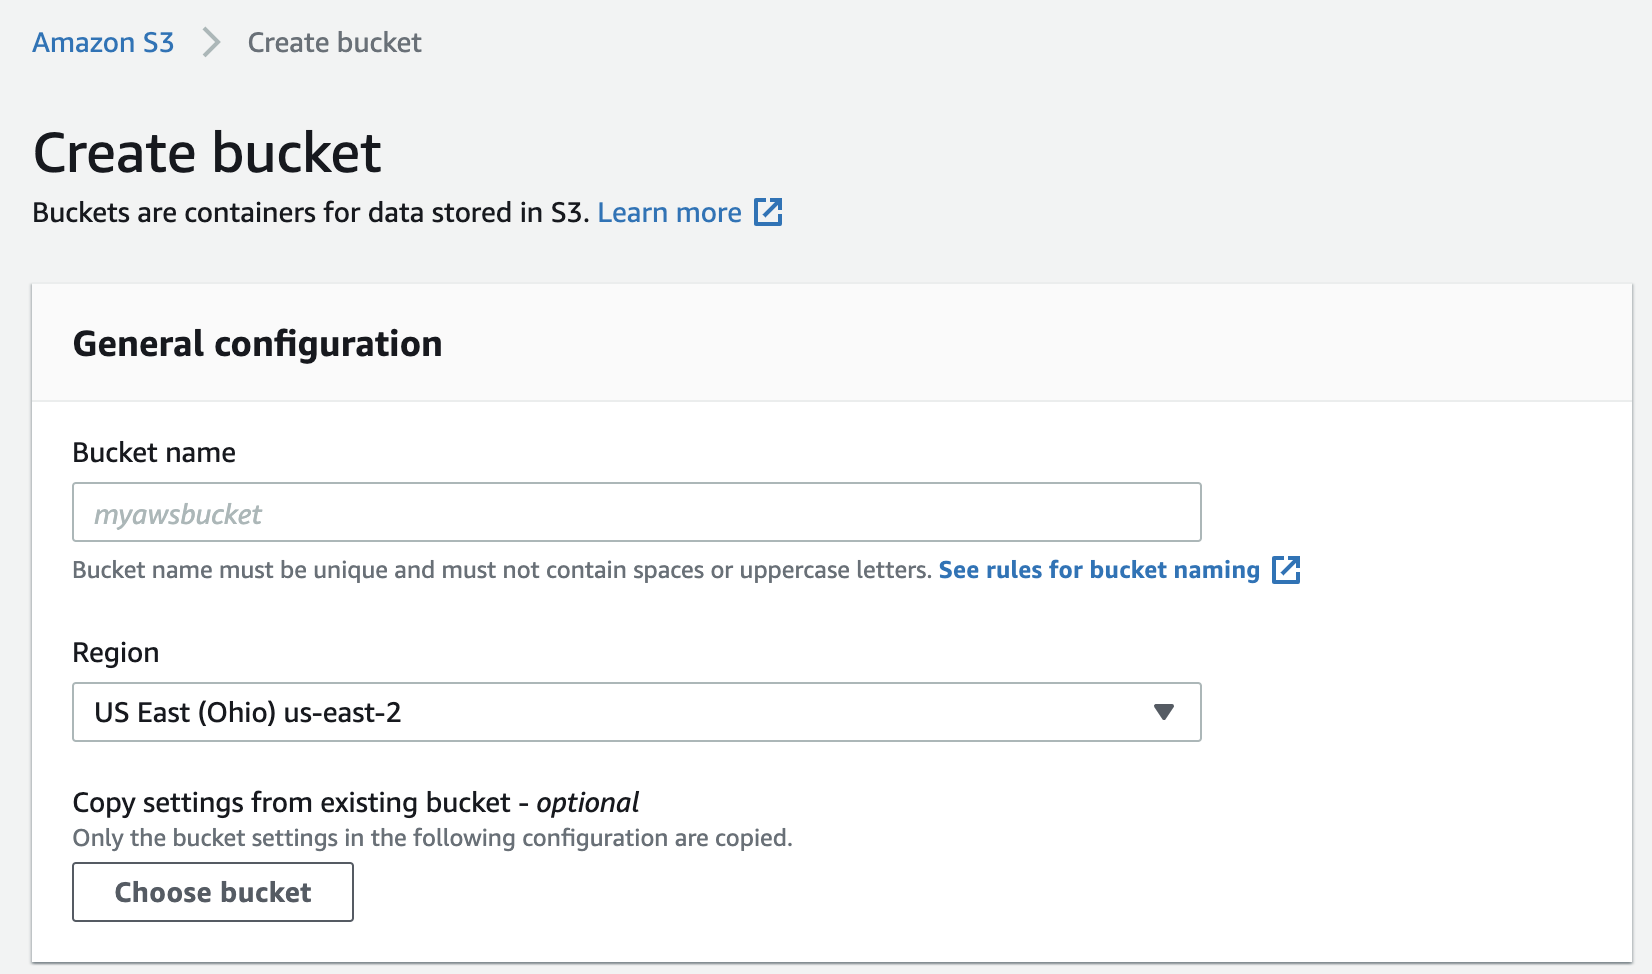 Amazon S3 Create bucket
Create bucket
Buckets are containers for data stored in S3. Learn more
General configuration
Bucket name
myawsbucket
Bucket name must be unique and must not contain spaces or uppercase letters. See rules for bucket naming
Region
US East (Ohio) us-east-2
Copy settings from existing bucket - optional
Only the bucket settings in the following configuration are copied.
Choose bucket